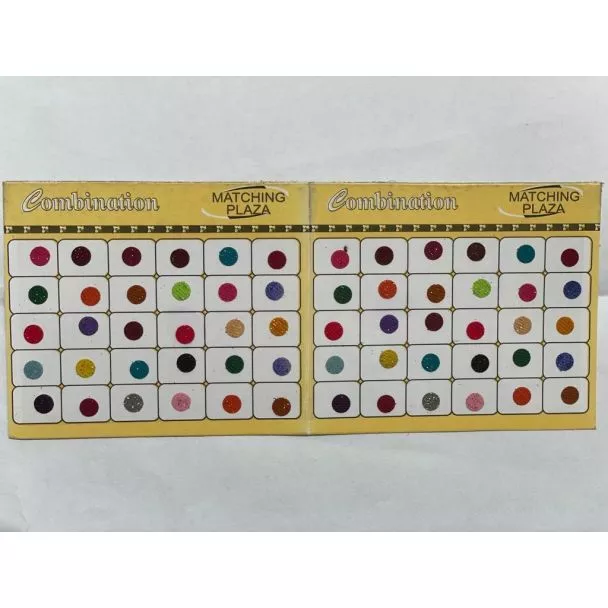 Combination
MATCHING
PLAZA
Combination
MATCHING
PLAZA